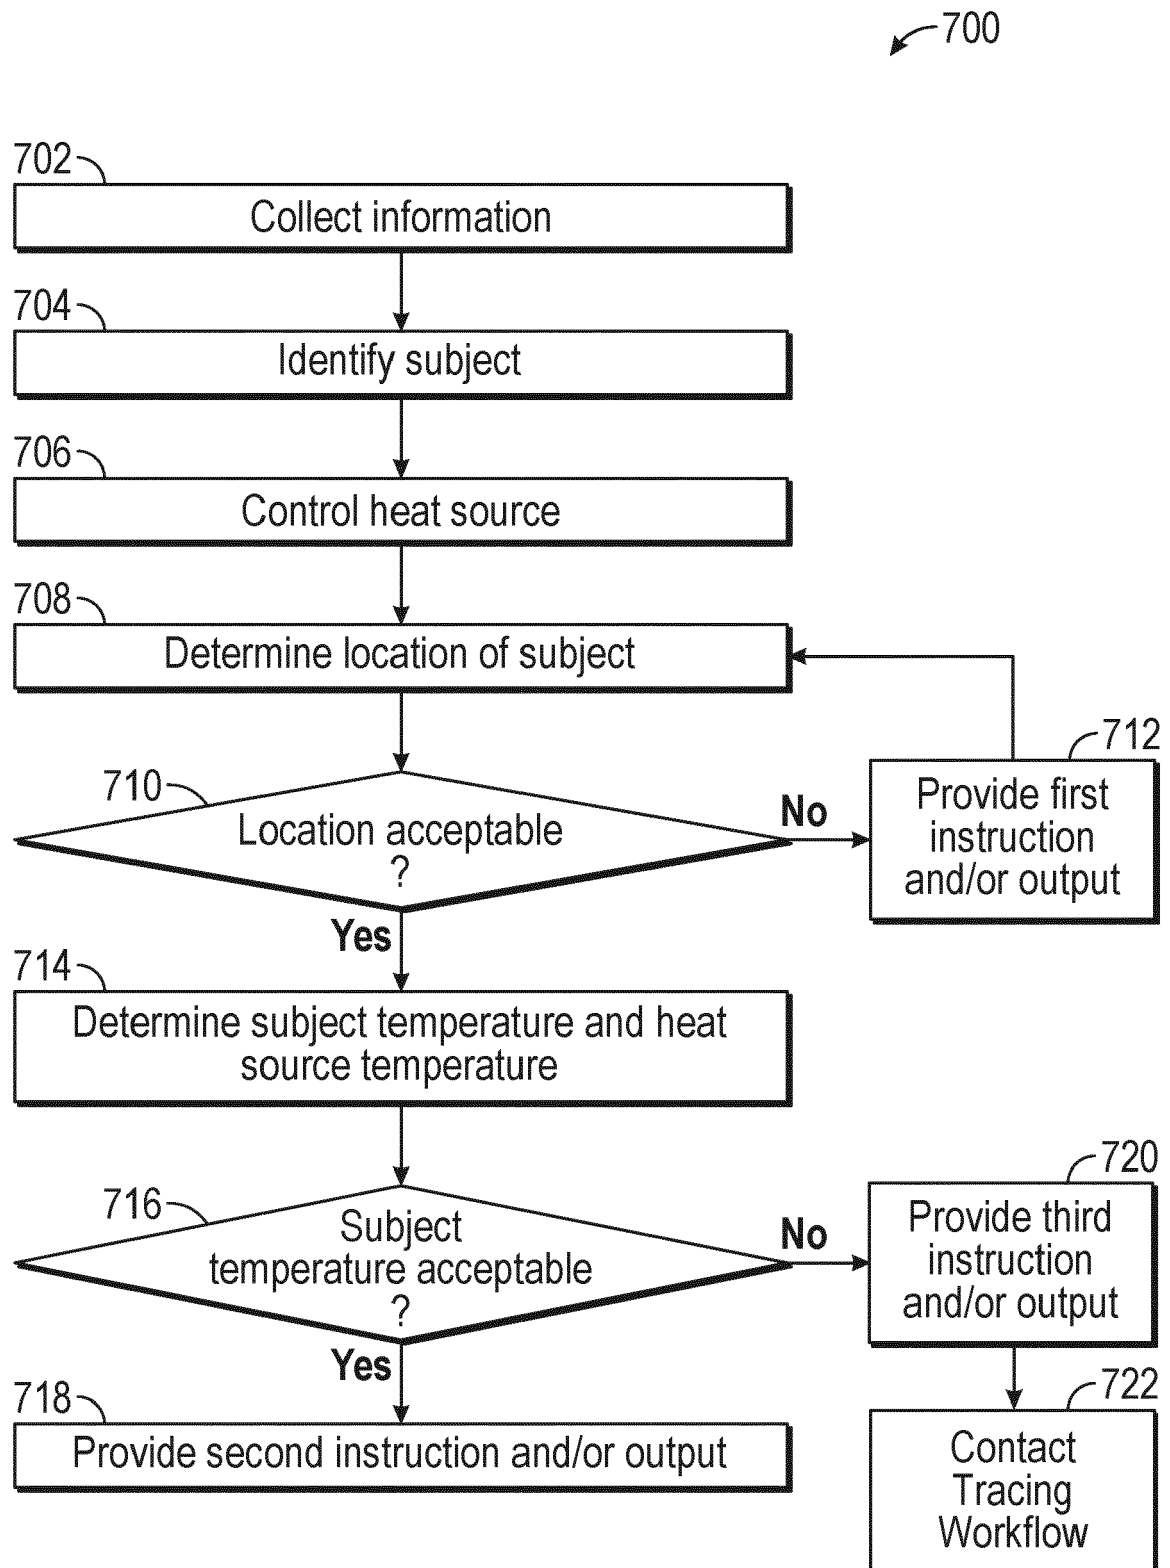 700
702
Collect information
704
Identify subject
706
Control heat source
708
Determine location of subject
710
Location acceptable
?
No
712
Provide first
instruction
and/or output
Yes
714
Determine subject temperature and heat
source temperature
716
Subject
temperature acceptable
?
No
720
Provide third
instruction
and/or output
Yes
718
Provide second instruction and/or output
722
Contact
Tracing
Workflow